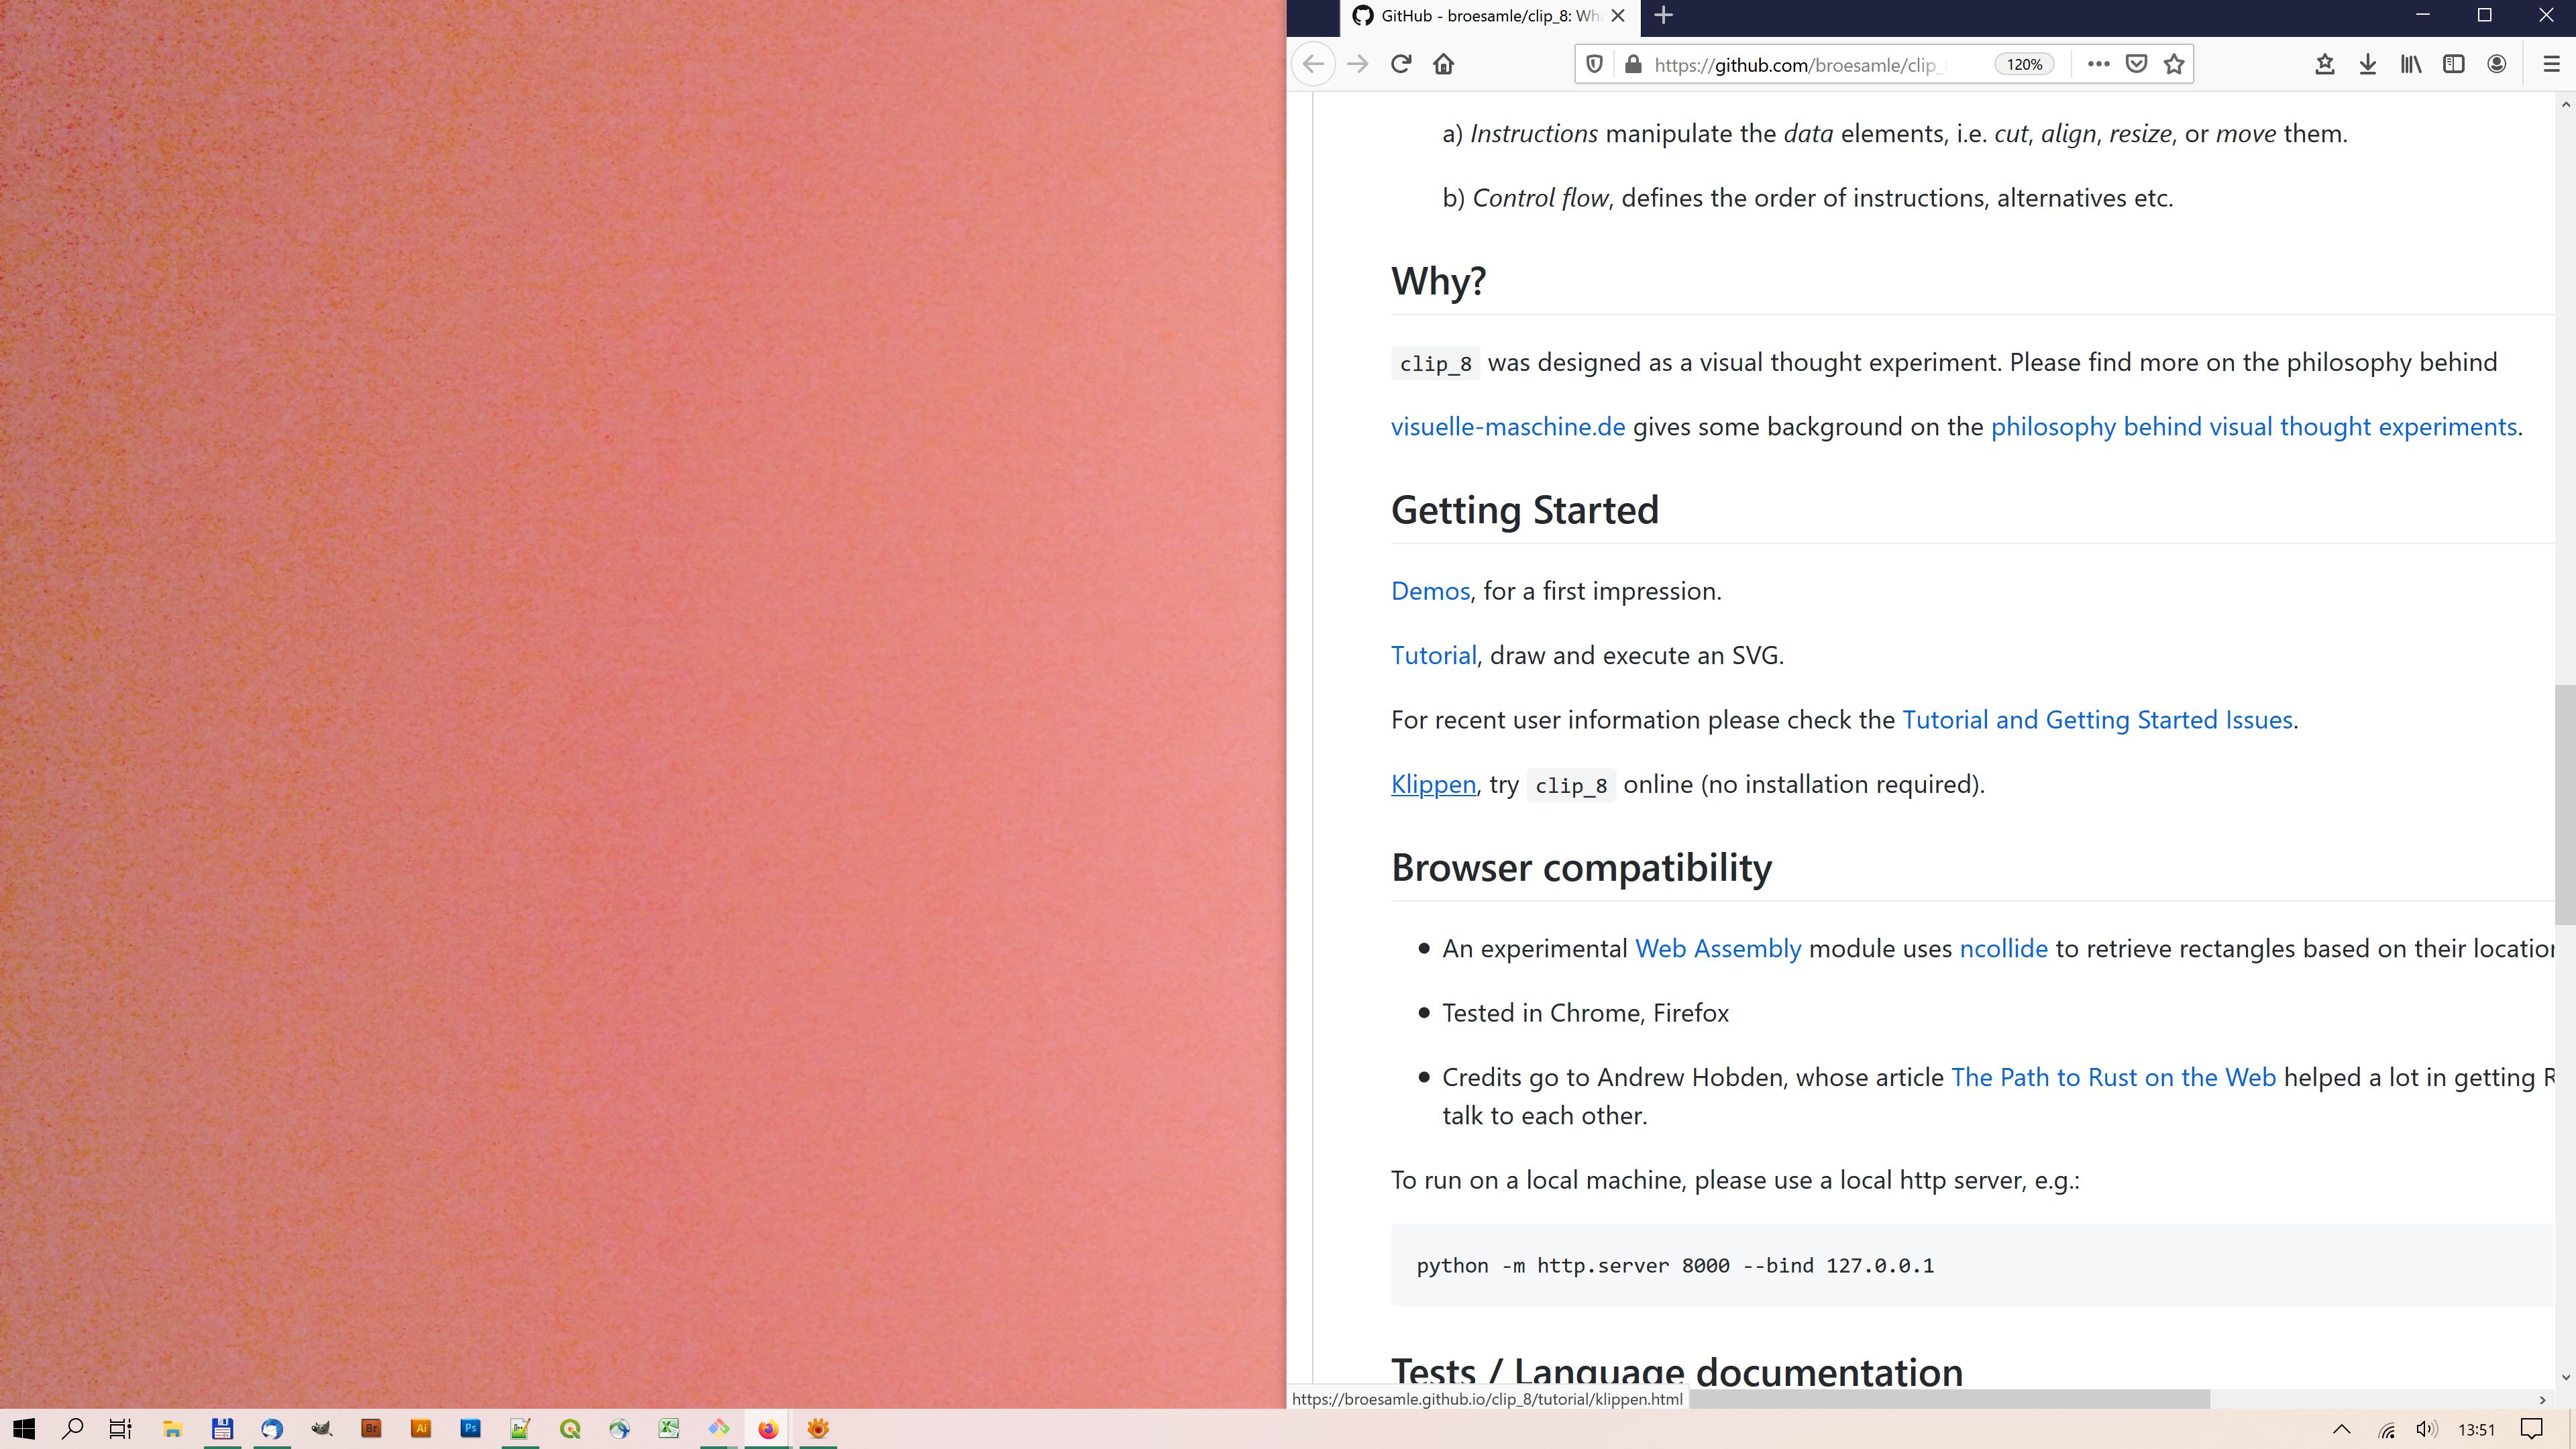 GitHub - broesamle/clip_8: Wh
https://github.com/broesamle/clip_
120%
a) Instructions manipulate the data elements, i.e. cut, align, resize, or move them.
b) Control flow, defines the order of instructions, alternatives etc.
Why?
clip_8 was designed as a visual thought experiment. Please find more on the philosophy behind
visuelle-maschine.de gives some background on the philosophy behind visual thought experiments.
Getting Started
Demos, for a first impression.
Tutorial, draw and execute an SVG.
For recent user information please check the Tutorial and Getting Started Issues.
Klippen, try clip_8 online (no installation required).
Browser compatibility
An experimental Web Assembly module uses ncollide to retrieve rectangles based on their location
Tested in Chrome, Firefox
Credits go to Andrew Hobden, whose article The Path to Rust on the Web helped a lot in getting R
talk to each other.
To run on a local machine, please use a local http server, e.g.:
python -m http.server 8000 --bind 127.0.0.1
Tests / Language documentation
https://broesamle.github.io/clip_8/tutorial/klippen.html
Br
Ai
Ps
13:51